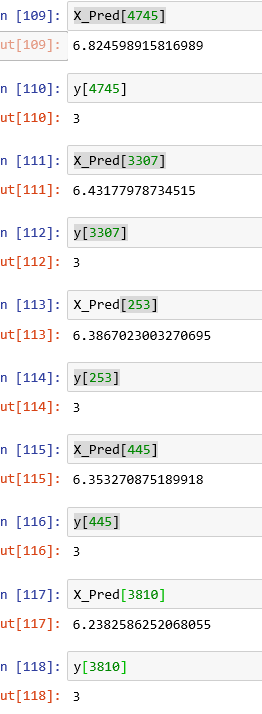 n [109]: X_Pred[4745]
ut[109]: 6.824598915816989
n [110]: y[4745]
ut[110]: 3
n [111]: X_Pred[3307]
ut[111]: 6.43177978734515
n [112]: y[3307]
ut[112]: 3
n [113]: X_Pred[253]
ut[113]: 6.3867023003270695
n [114]: y[253]
ut[114]: 3
n [115]: X_Pred[445]
ut[115]: 6.353270875189918
n [116]: y[445]
ut[116]: 3
n [117]: X_Pred[3810]
ut[117]: 6.2382586252068055
n [118]: y[3810]
ut[118]: 3